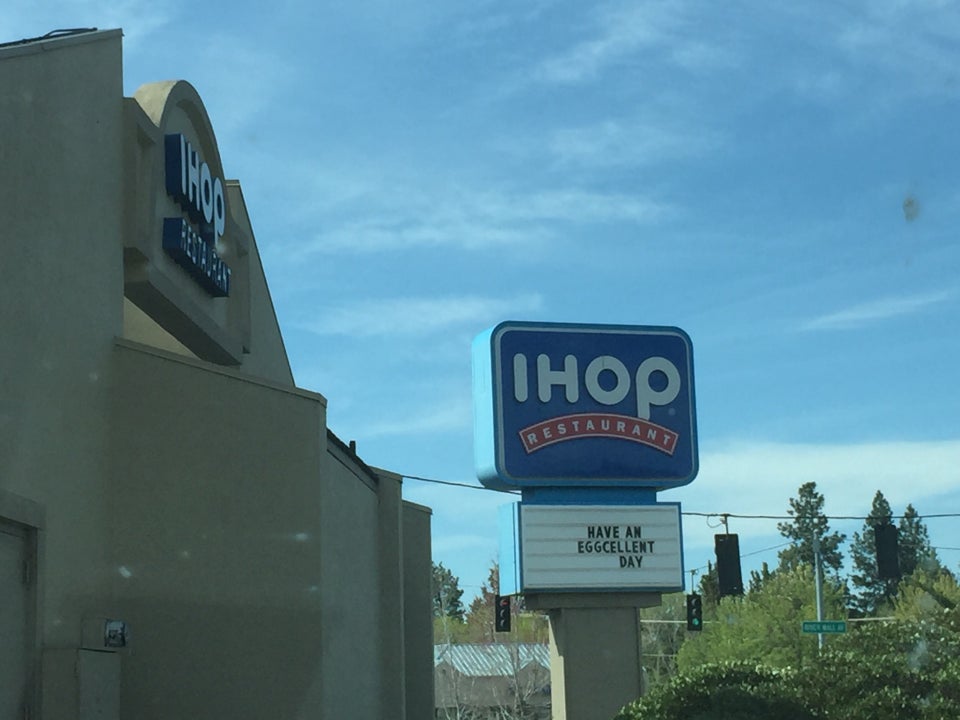 IHOP
RESTAURANT
IHOP
RESTAURANT
HAVE AN
EGGCELLENT
DAY